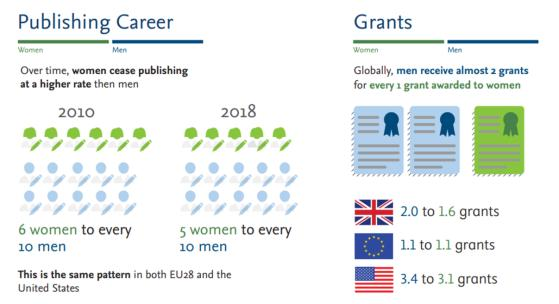 Publishing Career
Women
Men
Over time, women cease publishing
at a higher rate then men
2010
2018
6 women to every
10 men
5 women to every
10 men
This is the same pattern in both EU28 and the
United States
Grants
Women
Men
Globally, men receive almost 2 grants
for every 1 grant awarded to women
2.0 to 1.6 grants
1.1 to 1.1 grants
3.4 to 3.1 grants